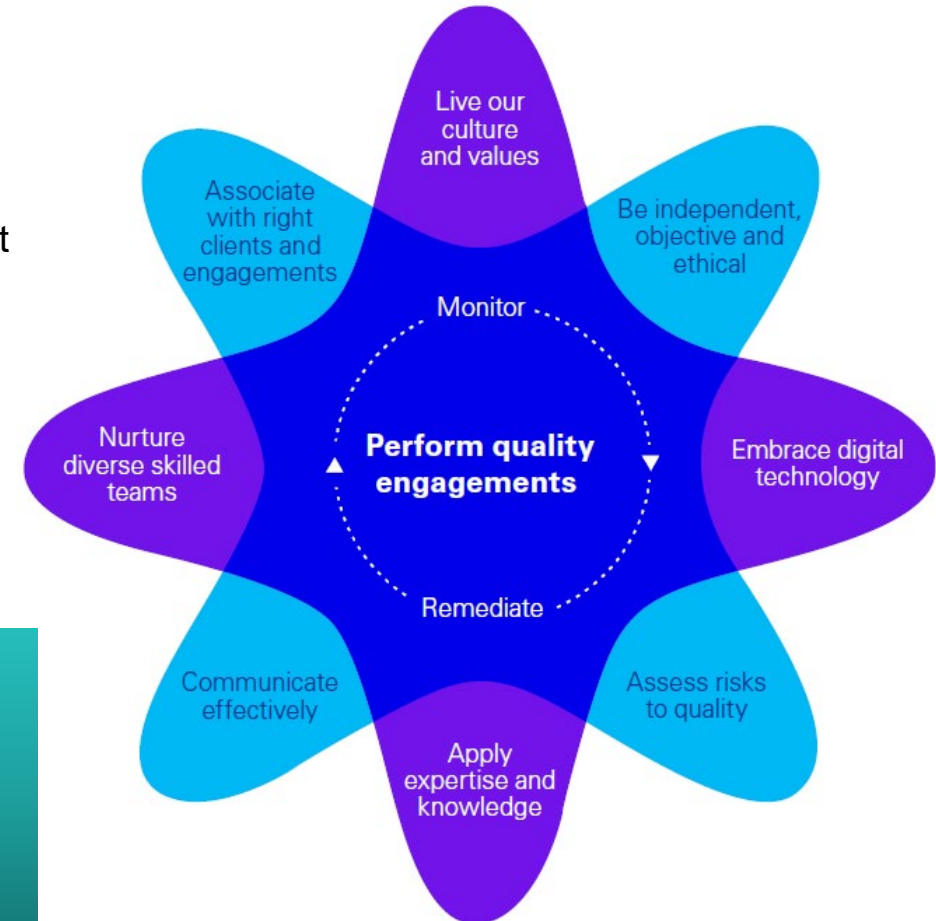 Live our
culture
and values
Be independent,
objective and
ethical
Embrace digital
technology
Assess risks
to quality
Apply
expertise and
knowledge
Communicate
effectively
Nurture
diverse skilled
teams
Associate
with right
clients and
engagements
Monitor
Perform quality
engagements
Remediate
t